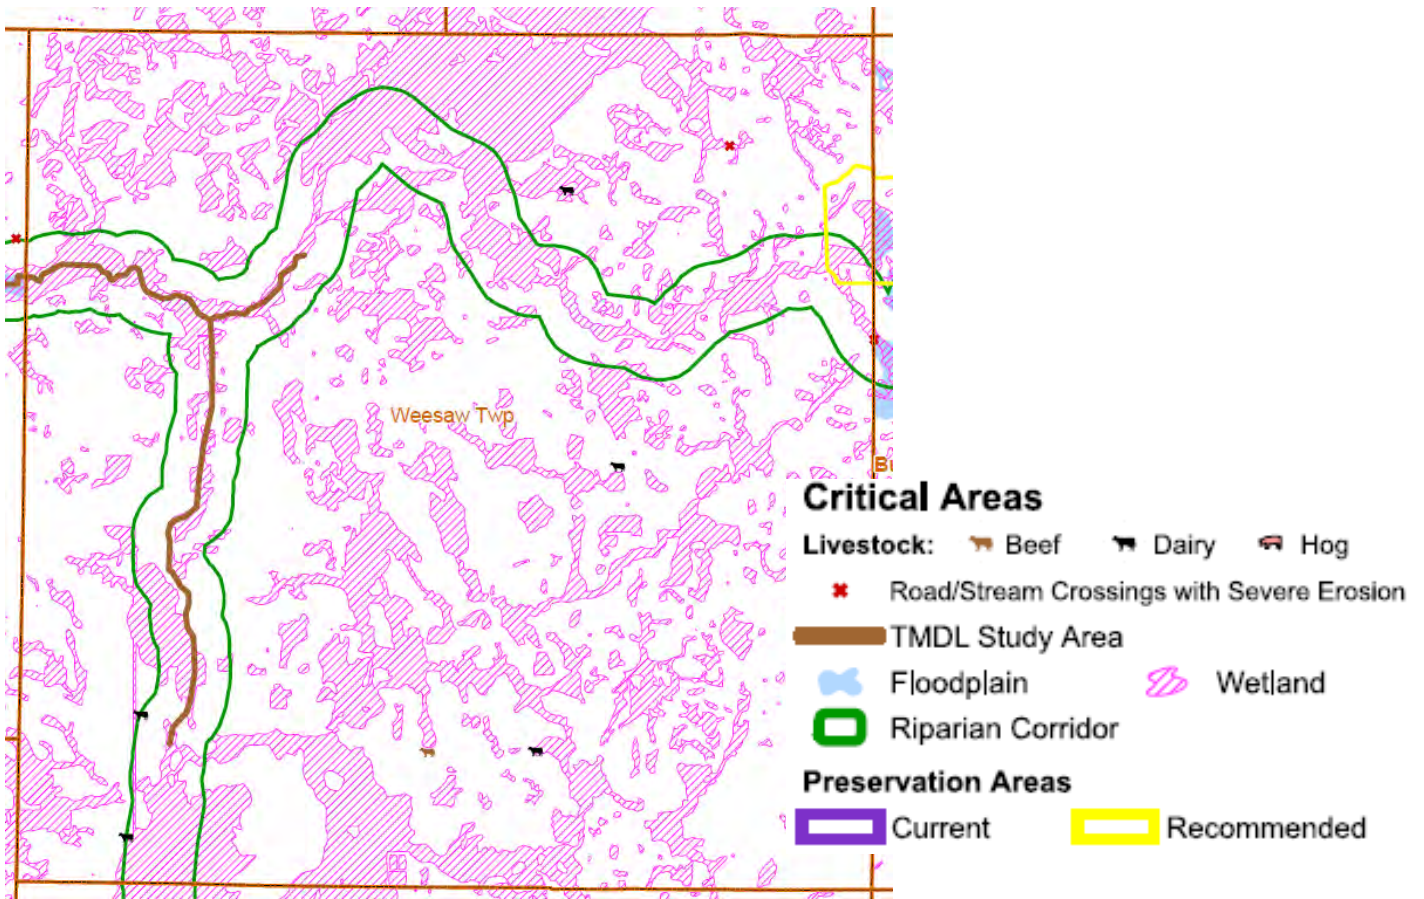 Weesaw Twp
Critical Areas
Livestock: Beef Dairy Hog
Road/Stream Crossings with Severe Erosion
TMDL Study Area
Floodplain Wetland
Riparian Corridor
Preservation Areas
Current Recommended